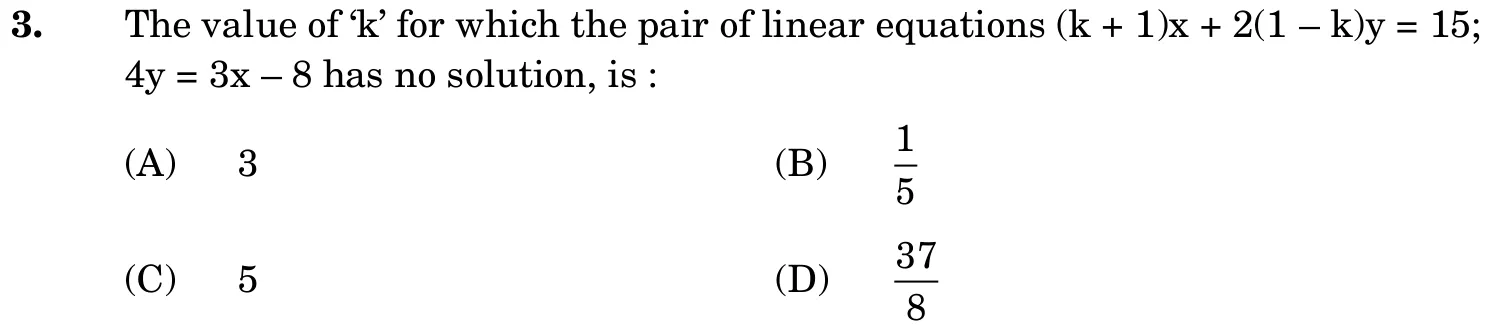 3. The value of ‘k’ for which the pair of linear equations (k + 1)x + 2(1 – k)y = 15;
4y = 3x – 8 has no solution, is :
(A) 3 (B) 1/5
(C) 5 (D) 37/8